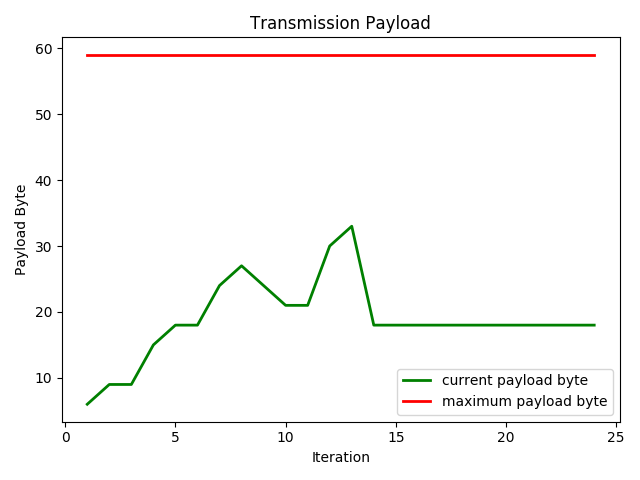 Transmission Payload
60
50
40
30
20
10
Payload Byte
current payload byte
maximum payload byte
0 5 10 15 20 25
Iteration